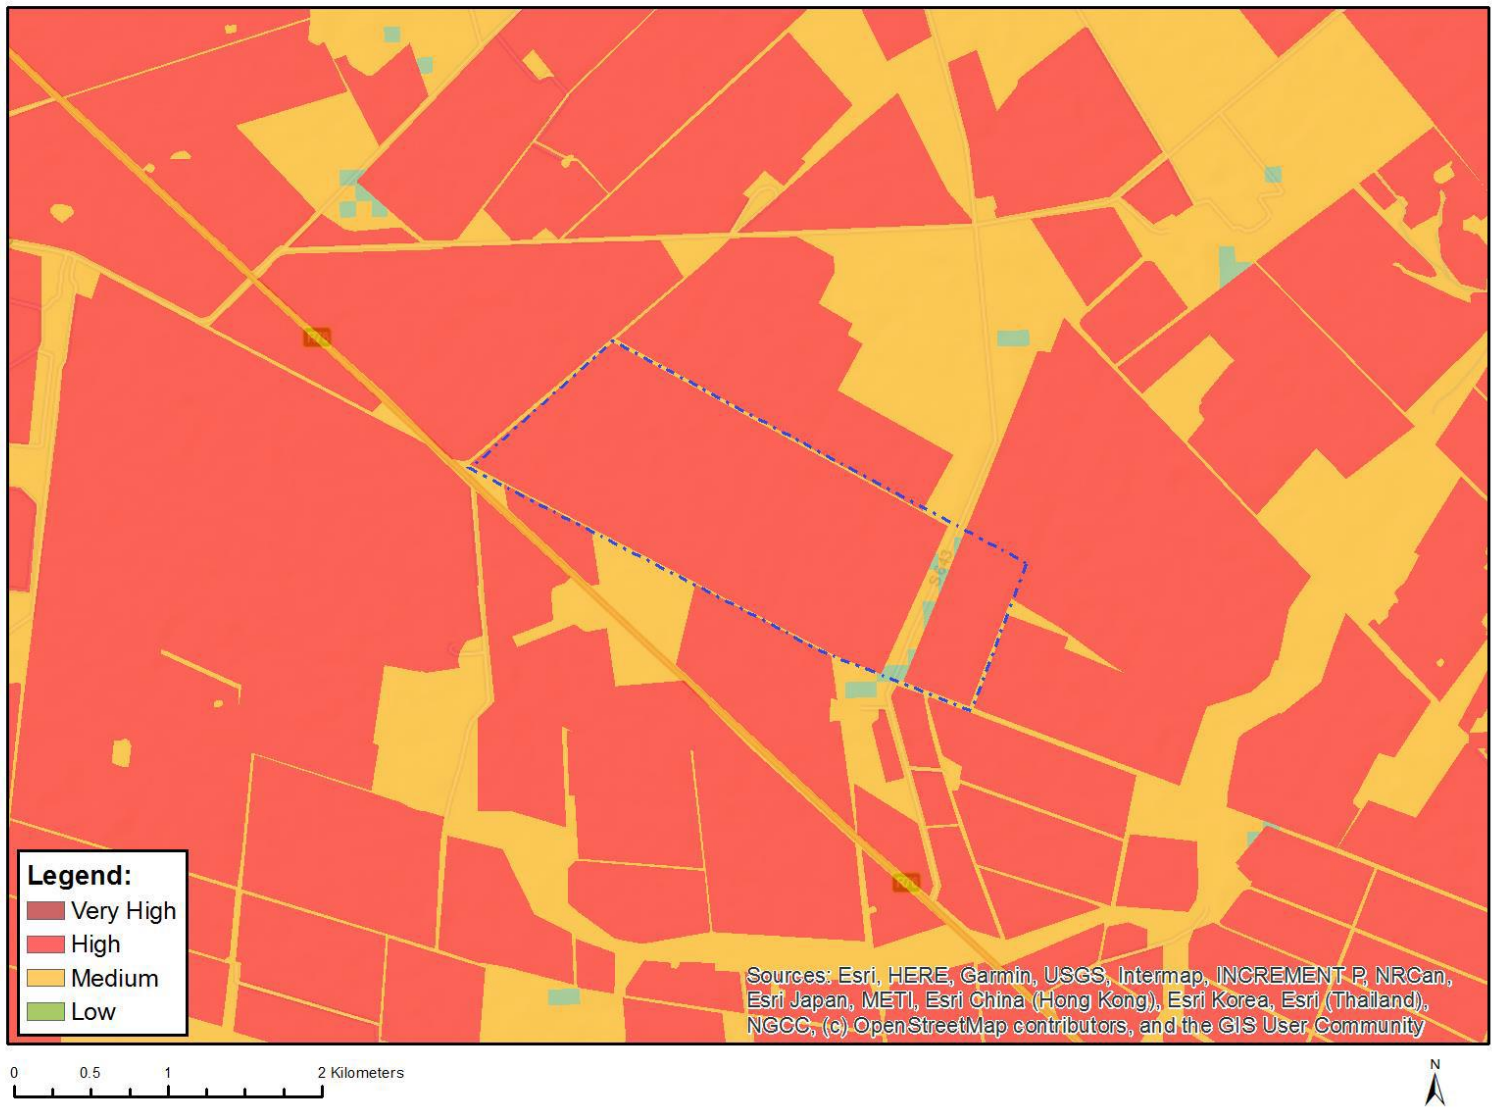 S643
Legend:
Very High
High
Medium
Low
Sources: Esri, HERE, Garmin, USGS, Intermap, INCREMENT P, NRCan,
Esri Japan, METI, Esri China (Hong Kong), Esri Korea, Esri (Thailand),
NGCC, (c) OpenStreetMap contributors, and the GIS User Community
0 0.5 1 2 Kilometers
N